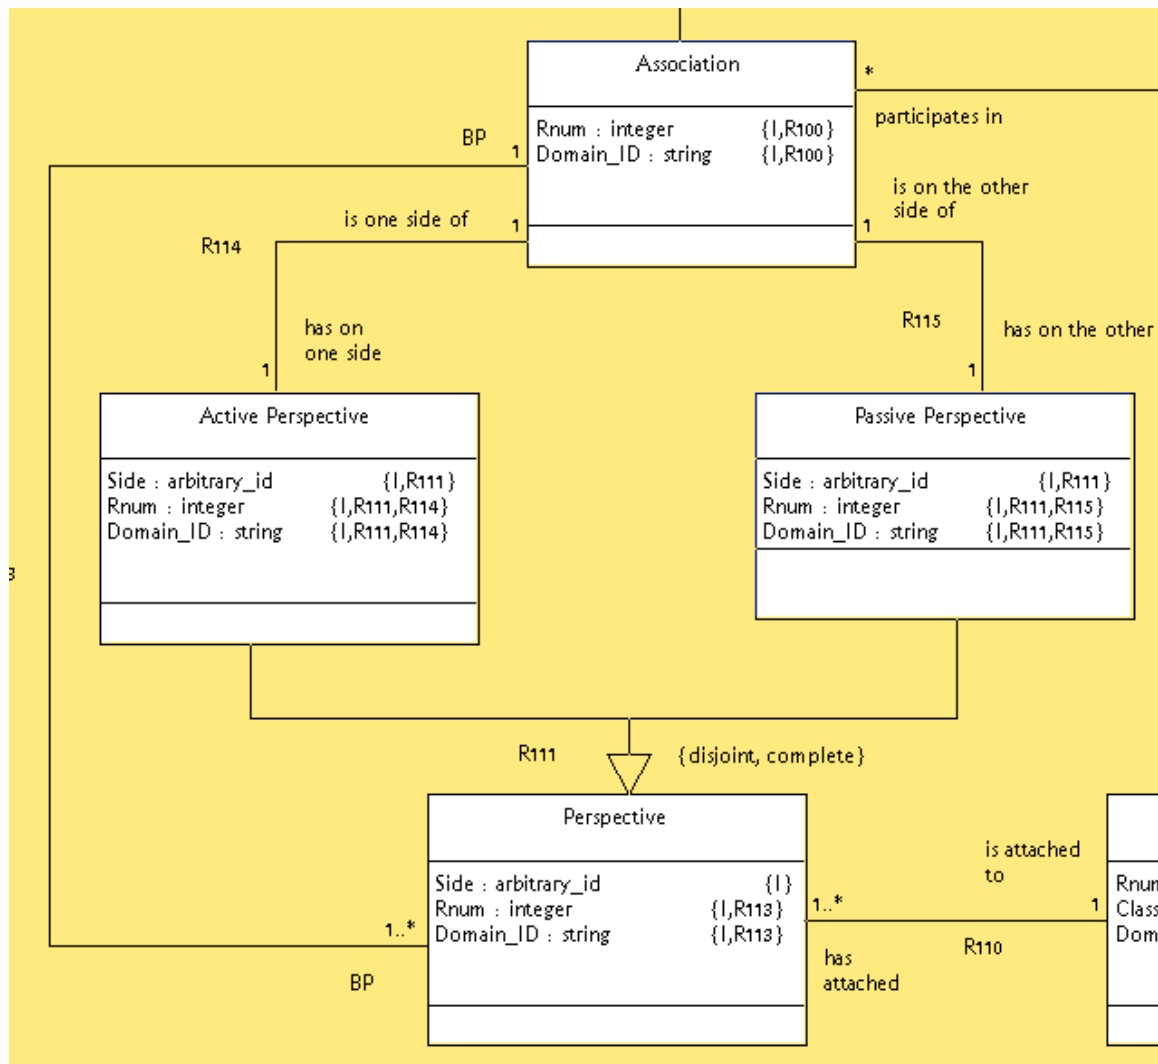 Association
*
Rnum : integer {I,R100}
Domain_ID : string {I,R100}
participates in
BP
1
is on the other
side of
is one side of
1
1
R114
has on
one side
R115
has on the other
1
1
Active Perspective
Side : arbitrary_id {I,R111}
Rnum : integer {I,R111,R114}
Domain_ID : string {I,R111,R114}
Passive Perspective
Side : arbitrary_id {I,R111}
Rnum : integer {I,R111,R115}
Domain_ID : string {I,R111,R115}
3
R111
{disjoint, complete}
Perspective
Side : arbitrary_id {I}
Rnum : integer {I,R113}
Domain_ID : string {I,R113}
1..*
BP
is attached
to
1..*
1
R110
has
attached
Rnum
Class
Dom